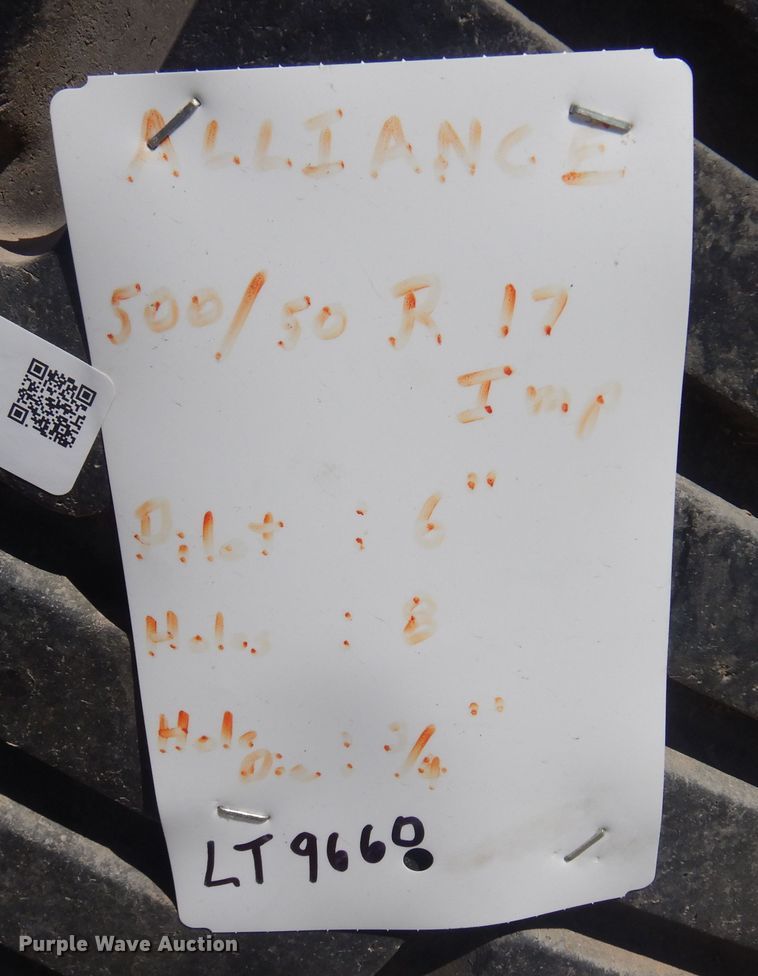 ALLIANCE
500/50 R 17
Imp
Pilot : 6"
Holes : 8
Hole
Dia : 3/4"
LT9660
Purple Wave Auction